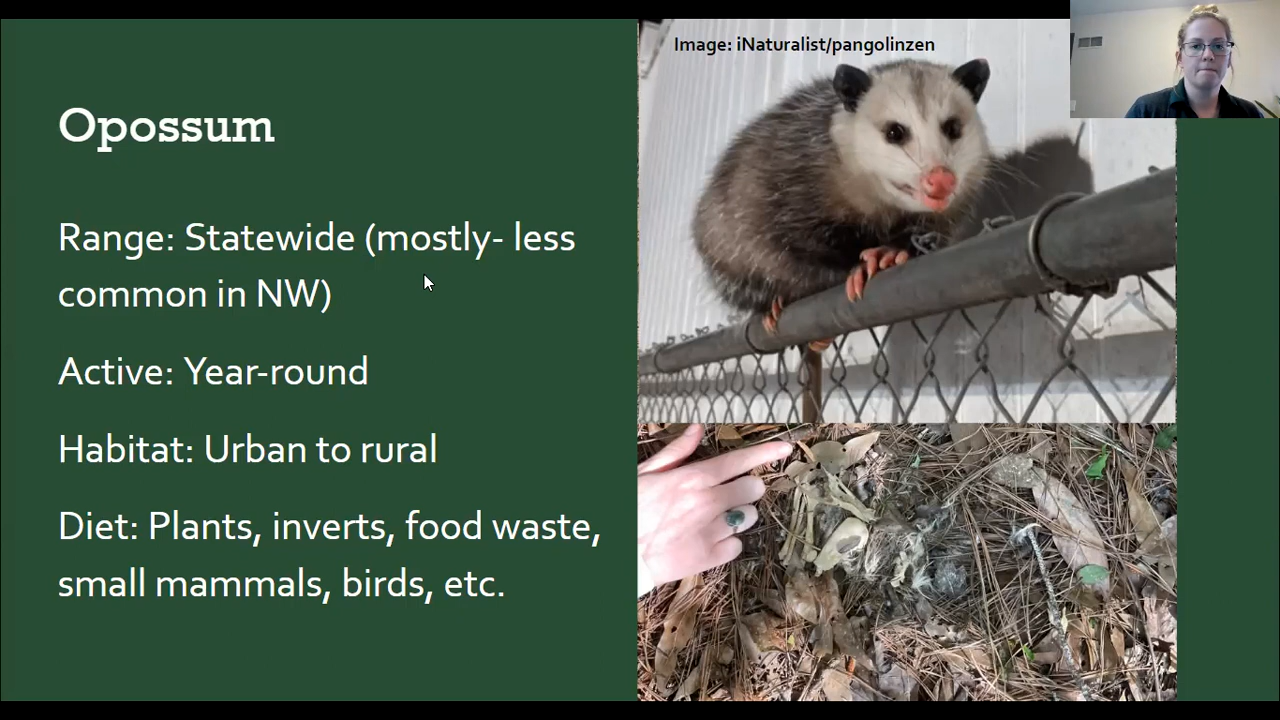 Image: iNaturalist/pangolinzen
Opossum
Range: Statewide (mostly- less
common in NW)
Active: Year-round
Habitat: Urban to rural
Diet: Plants, inverts, food waste,
small mammals, birds, etc.